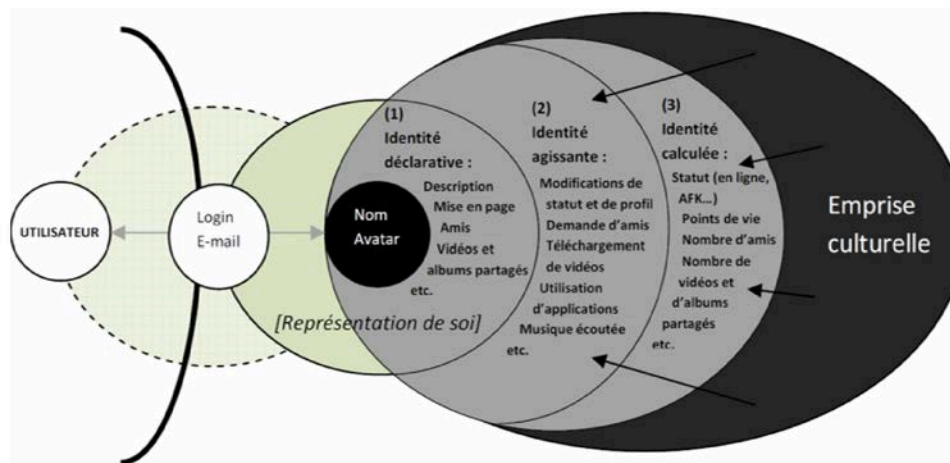 UTILISATEUR
Login
E-mail
Nom
Avatar
[Représentation de soi]
(1)
Identité
déclarative :
Description
Mise en page
Amis
Vidéos et
albums partagés
etc.
(2)
Identité
agissante :
Modifications de
statut et de profil
Demande d'amis
Téléchargement
de vidéos
Utilisation
d'applications
Musique écoutée
etc.
(3)
Identité
calculée :
Statut (en ligne,
AFK...)
Points de vie
Nombre d'amis
Nombre de
vidéos et
d'albums
partagés
etc.
Emprise
culturelle